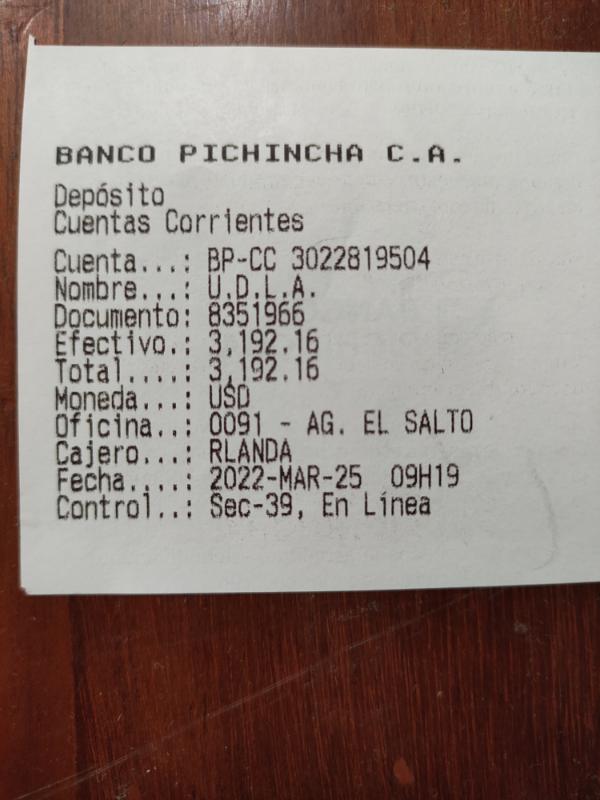 BANCO PICHINCHA C.A.
Depósito
Cuentas Corrientes
Cuenta...: BP-CC 3022819504
Nombre...: U.D.L.A.
Documento: 8351966
Efectivo.: 3,192.16
Total....: 3,192.16
Moneda...: USD
Oficina..: 0091 - AG. EL SALTO
Cajero...: RLANDA
Fecha....: 2022-MAR-25 09H19
Control..: Sec-39, En Línea